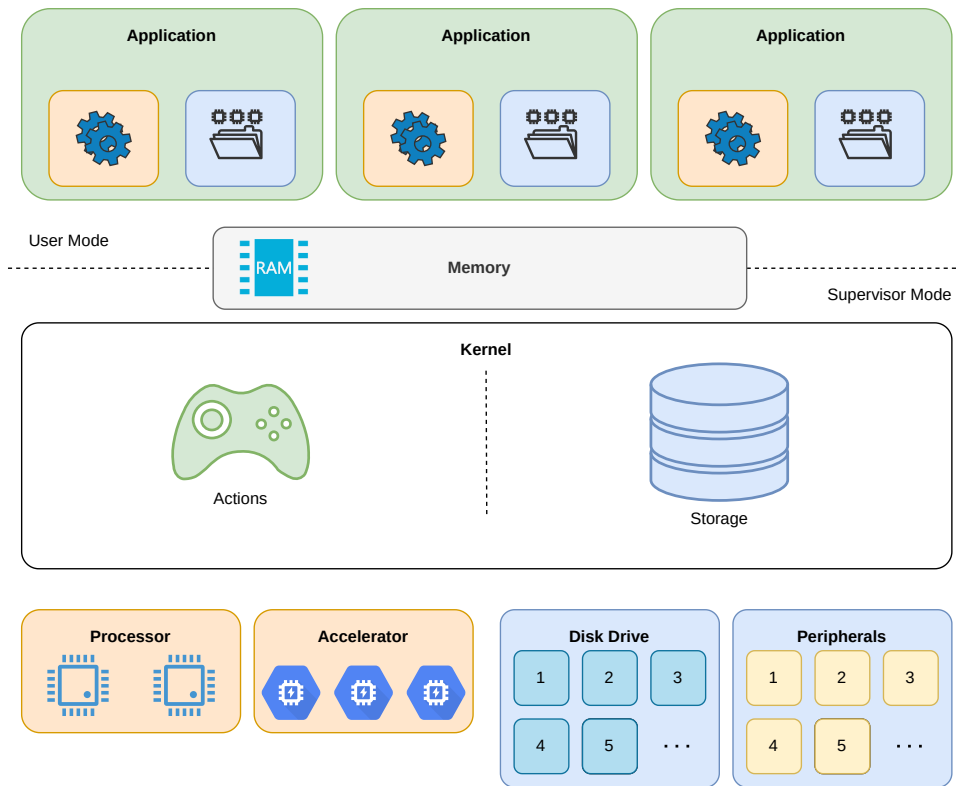 Application
Application
Application
User Mode
RAM
Memory
Supervisor Mode
Kernel
Actions
Storage
Processor
Accelerator
Disk Drive
Peripherals
1
2
3
1
2
3
4
5
. . .
4
5
. . .